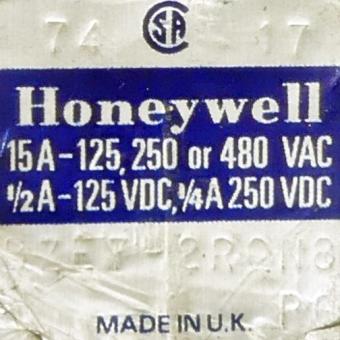 74 17
Honeywell
15A-125, 250 or 480 VAC
1/2A-125 VDC, 1/4A 250 VDC
MADE IN U.K.